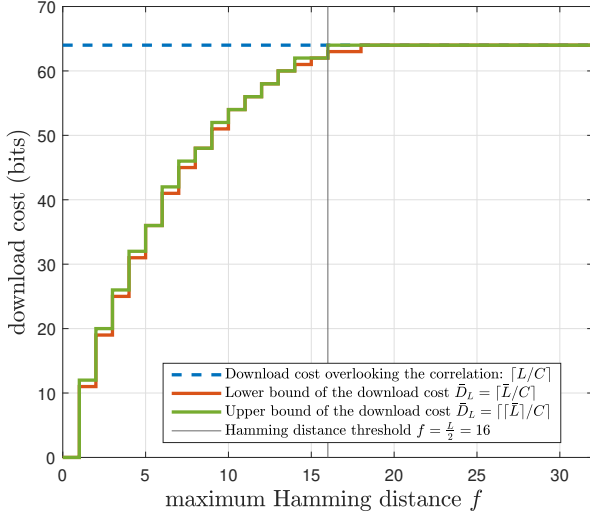 70
60
50
40
30
20
10
0
download cost (bits)
Download cost overlooking the correlation: ⌈L/C⌉
Lower bound of the download cost D̄_L = ⌈L̄/C⌉
Upper bound of the download cost D̄_L = ⌈⌈L̄⌉/C⌉
Hamming distance threshold f = L/2 = 16
0 5 10 15 20 25 30
maximum Hamming distance f